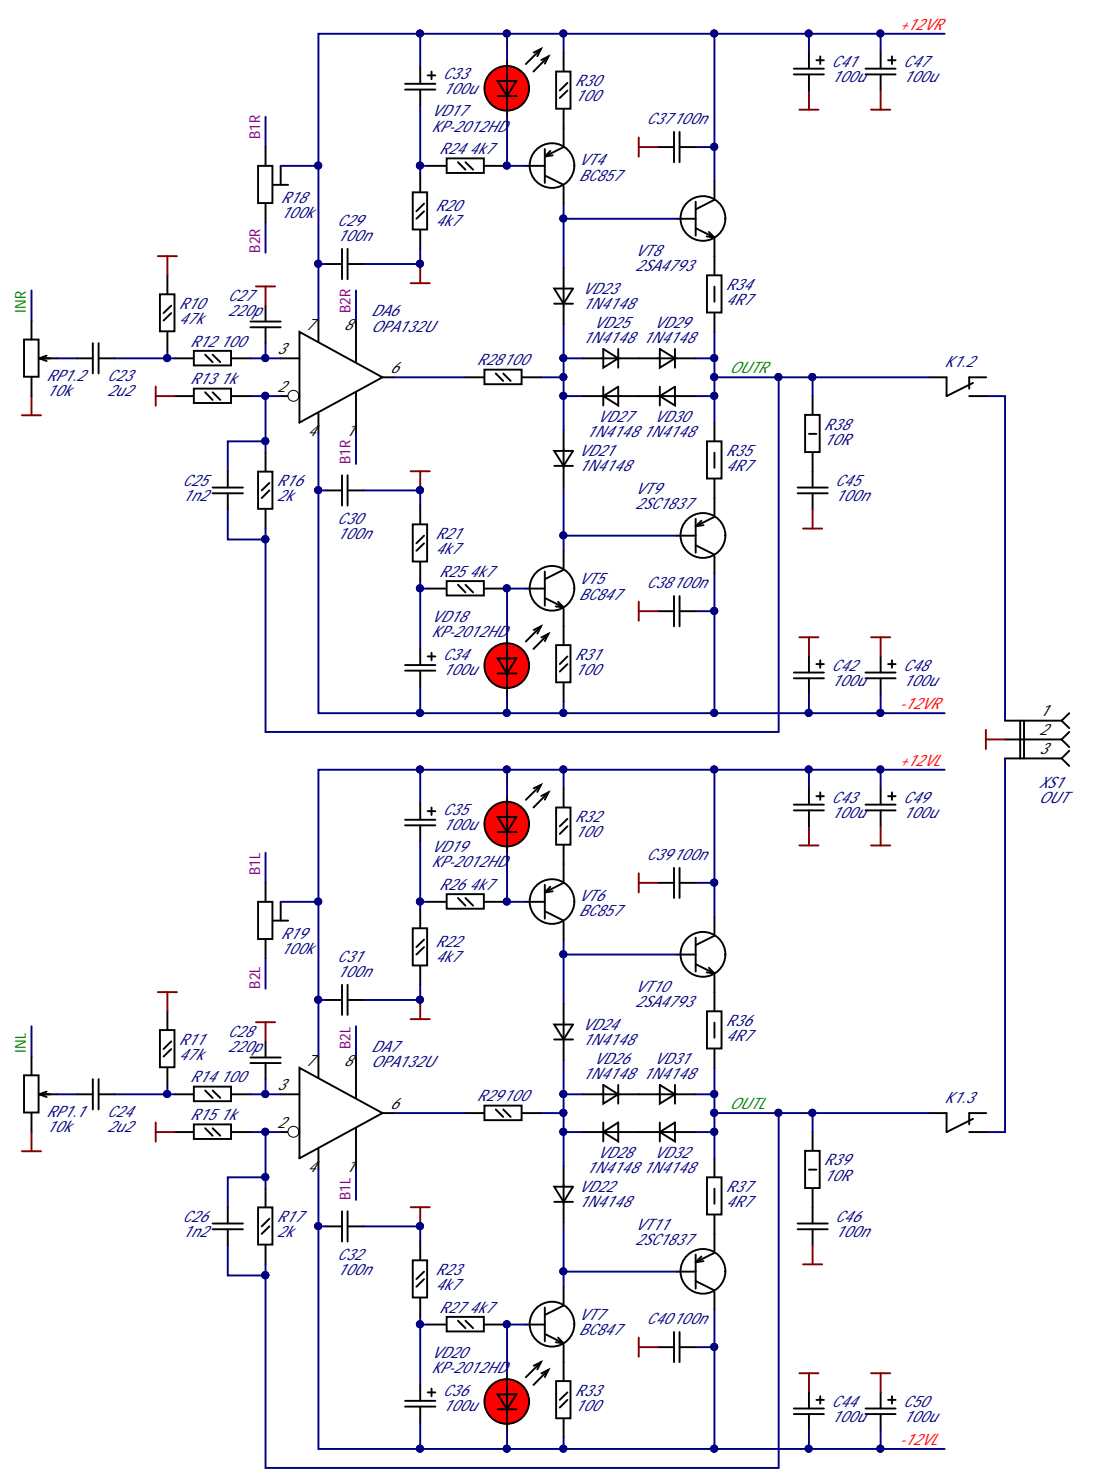 +12VR
C33
100u
R30
100
C41
100u
C47
100u
VD17
KP-2012HD
C37 100n
B1R
R24 4k7
VT4
BC857
R18
100k
R20
4k7
C29
100n
B2R
VT8
2SA4793
INR
R10
47k
C27
220p
B2R
DA6
OPA132U
VD23
1N4148
R34
4R7
7
8
R12 100
3
VD25
1N4148
VD29
1N4148
RP1.2
10k
C23
2u2
R13 1k
2
6
R28 100
OUTR
K1.2
VD27
1N4148
VD30
1N4148
R38
10R
4
1
B1R
C25
1n2
R16
2k
VD21
1N4148
R35
4R7
C45
100n
C30
100n
VT9
2SC1837
R21
4k7
R25 4k7
VT5
BC847
C38 100n
VD18
KP-2012HD
C34
100u
R31
100
C42
100u
C48
100u
-12VR
1
2
3
XS1
OUT
+12VL
C35
100u
R32
100
C43
100u
C49
100u
VD19
KP-2012HD
C39 100n
B1L
R26 4k7
VT6
BC857
R19
100k
R22
4k7
C31
100n
B2L
VT10
2SA4793
INL
R11
47k
C28
220p
B2L
DA7
OPA132U
VD24
1N4148
R36
4R7
7
8
R14 100
3
VD26
1N4148
VD31
1N4148
RP1.1
10k
C24
2u2
R15 1k
2
6
R29 100
OUTL
K1.3
VD28
1N4148
VD32
1N4148
R39
10R
4
1
B1L
C26
1n2
R17
2k
VD22
1N4148
R37
4R7
C46
100n
C32
100n
VT11
2SC1837
R23
4k7
R27 4k7
VT7
BC847
C40 100n
VD20
KP-2012HD
C36
100u
R33
100
C44
100u
C50
100u
-12VL